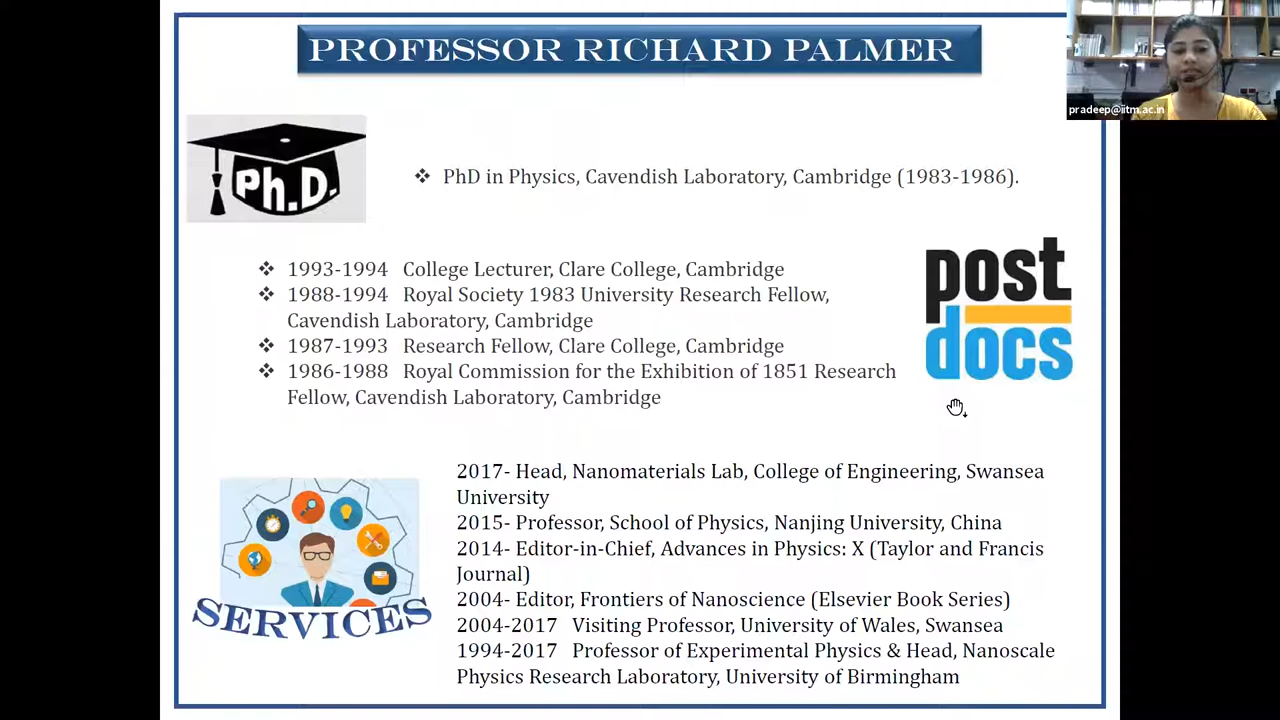 PROFESSOR RICHARD PALMER
pradeep@iitm.ac.in
Ph.D.
❖ PhD in Physics, Cavendish Laboratory, Cambridge (1983-1986).
❖ 1993-1994 College Lecturer, Clare College, Cambridge
❖ 1988-1994 Royal Society 1983 University Research Fellow,
Cavendish Laboratory, Cambridge
❖ 1987-1993 Research Fellow, Clare College, Cambridge
❖ 1986-1988 Royal Commission for the Exhibition of 1851 Research
Fellow, Cavendish Laboratory, Cambridge
post
docs
2017- Head, Nanomaterials Lab, College of Engineering, Swansea
University
2015- Professor, School of Physics, Nanjing University, China
2014- Editor-in-Chief, Advances in Physics: X (Taylor and Francis
Journal)
2004- Editor, Frontiers of Nanoscience (Elsevier Book Series)
2004-2017 Visiting Professor, University of Wales, Swansea
1994-2017 Professor of Experimental Physics & Head, Nanoscale
Physics Research Laboratory, University of Birmingham
SERVICES